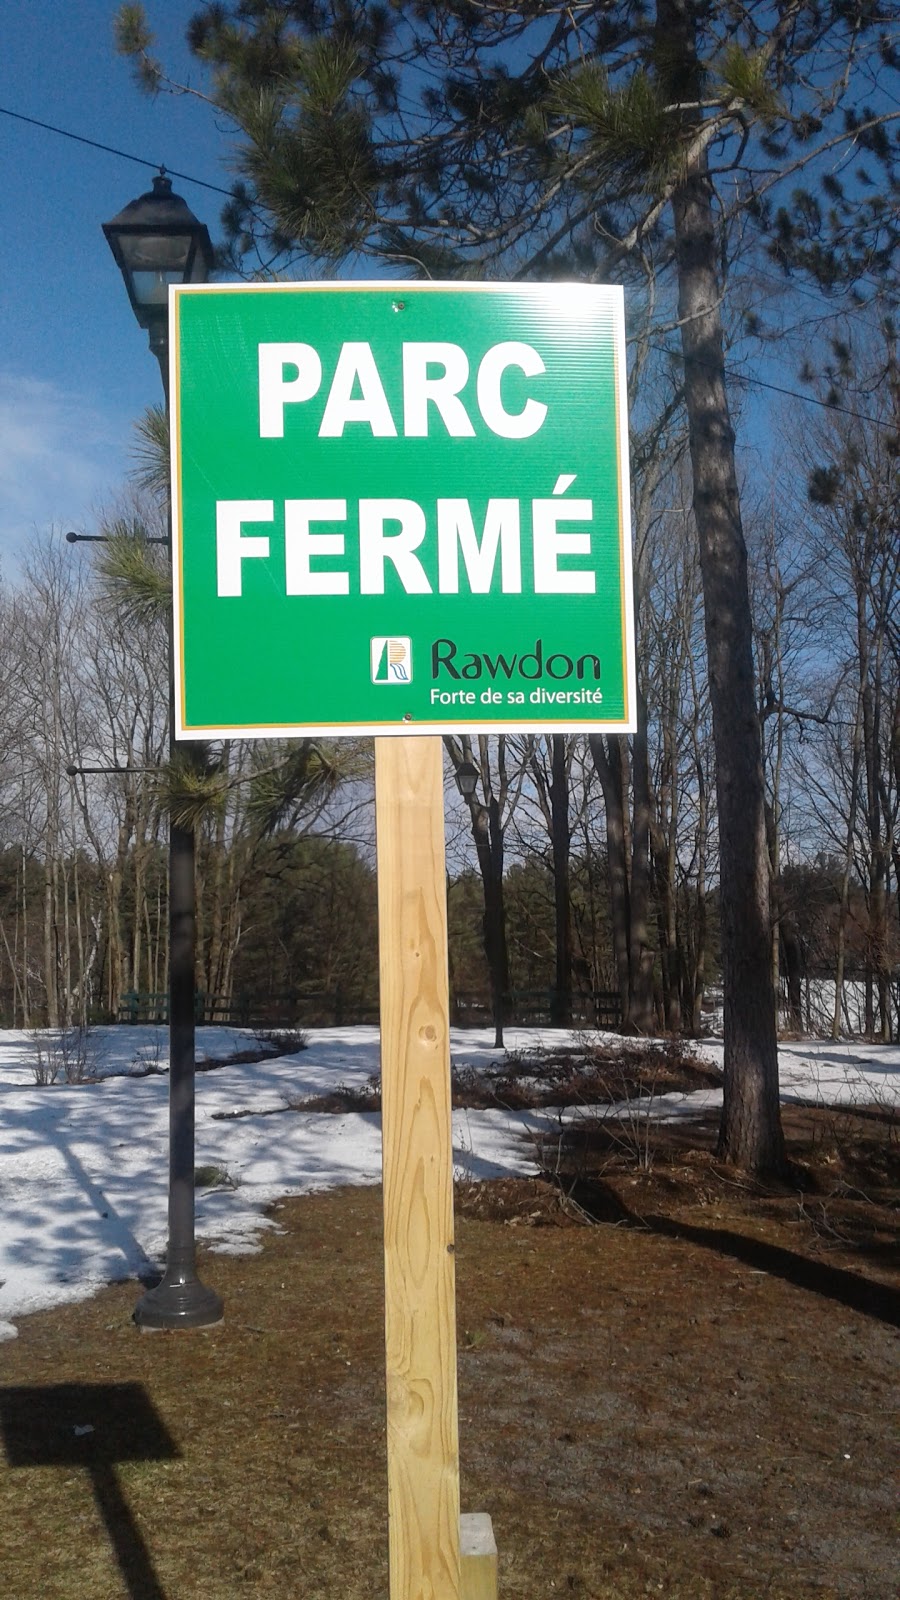 PARC
FERMÉ
Rawdon
Forte de sa diversité